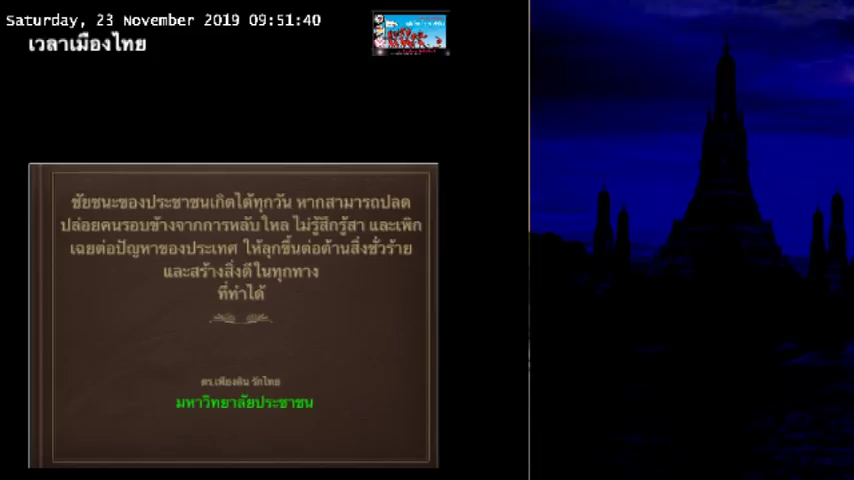 Saturday, 23 November 2019 09:51:40
เวลาเมืองไทย
ชัยชนะของประชาชนเกิดได้ทุกวัน หากสามารถปลด
ปล่อยคนรอบข้างจากการหลับใหล ไม่รู้สึกรู้สา และเพิก
เฉยต่อปัญหาของประเทศ ให้ลุกขึ้นต่อต้านสิ่งชั่วร้าย
และสร้างสิ่งดีในทุกทาง
ที่ทำได้
ดร.เพียงดิน รักไทย
มหาวิทยาลัยประชาชน